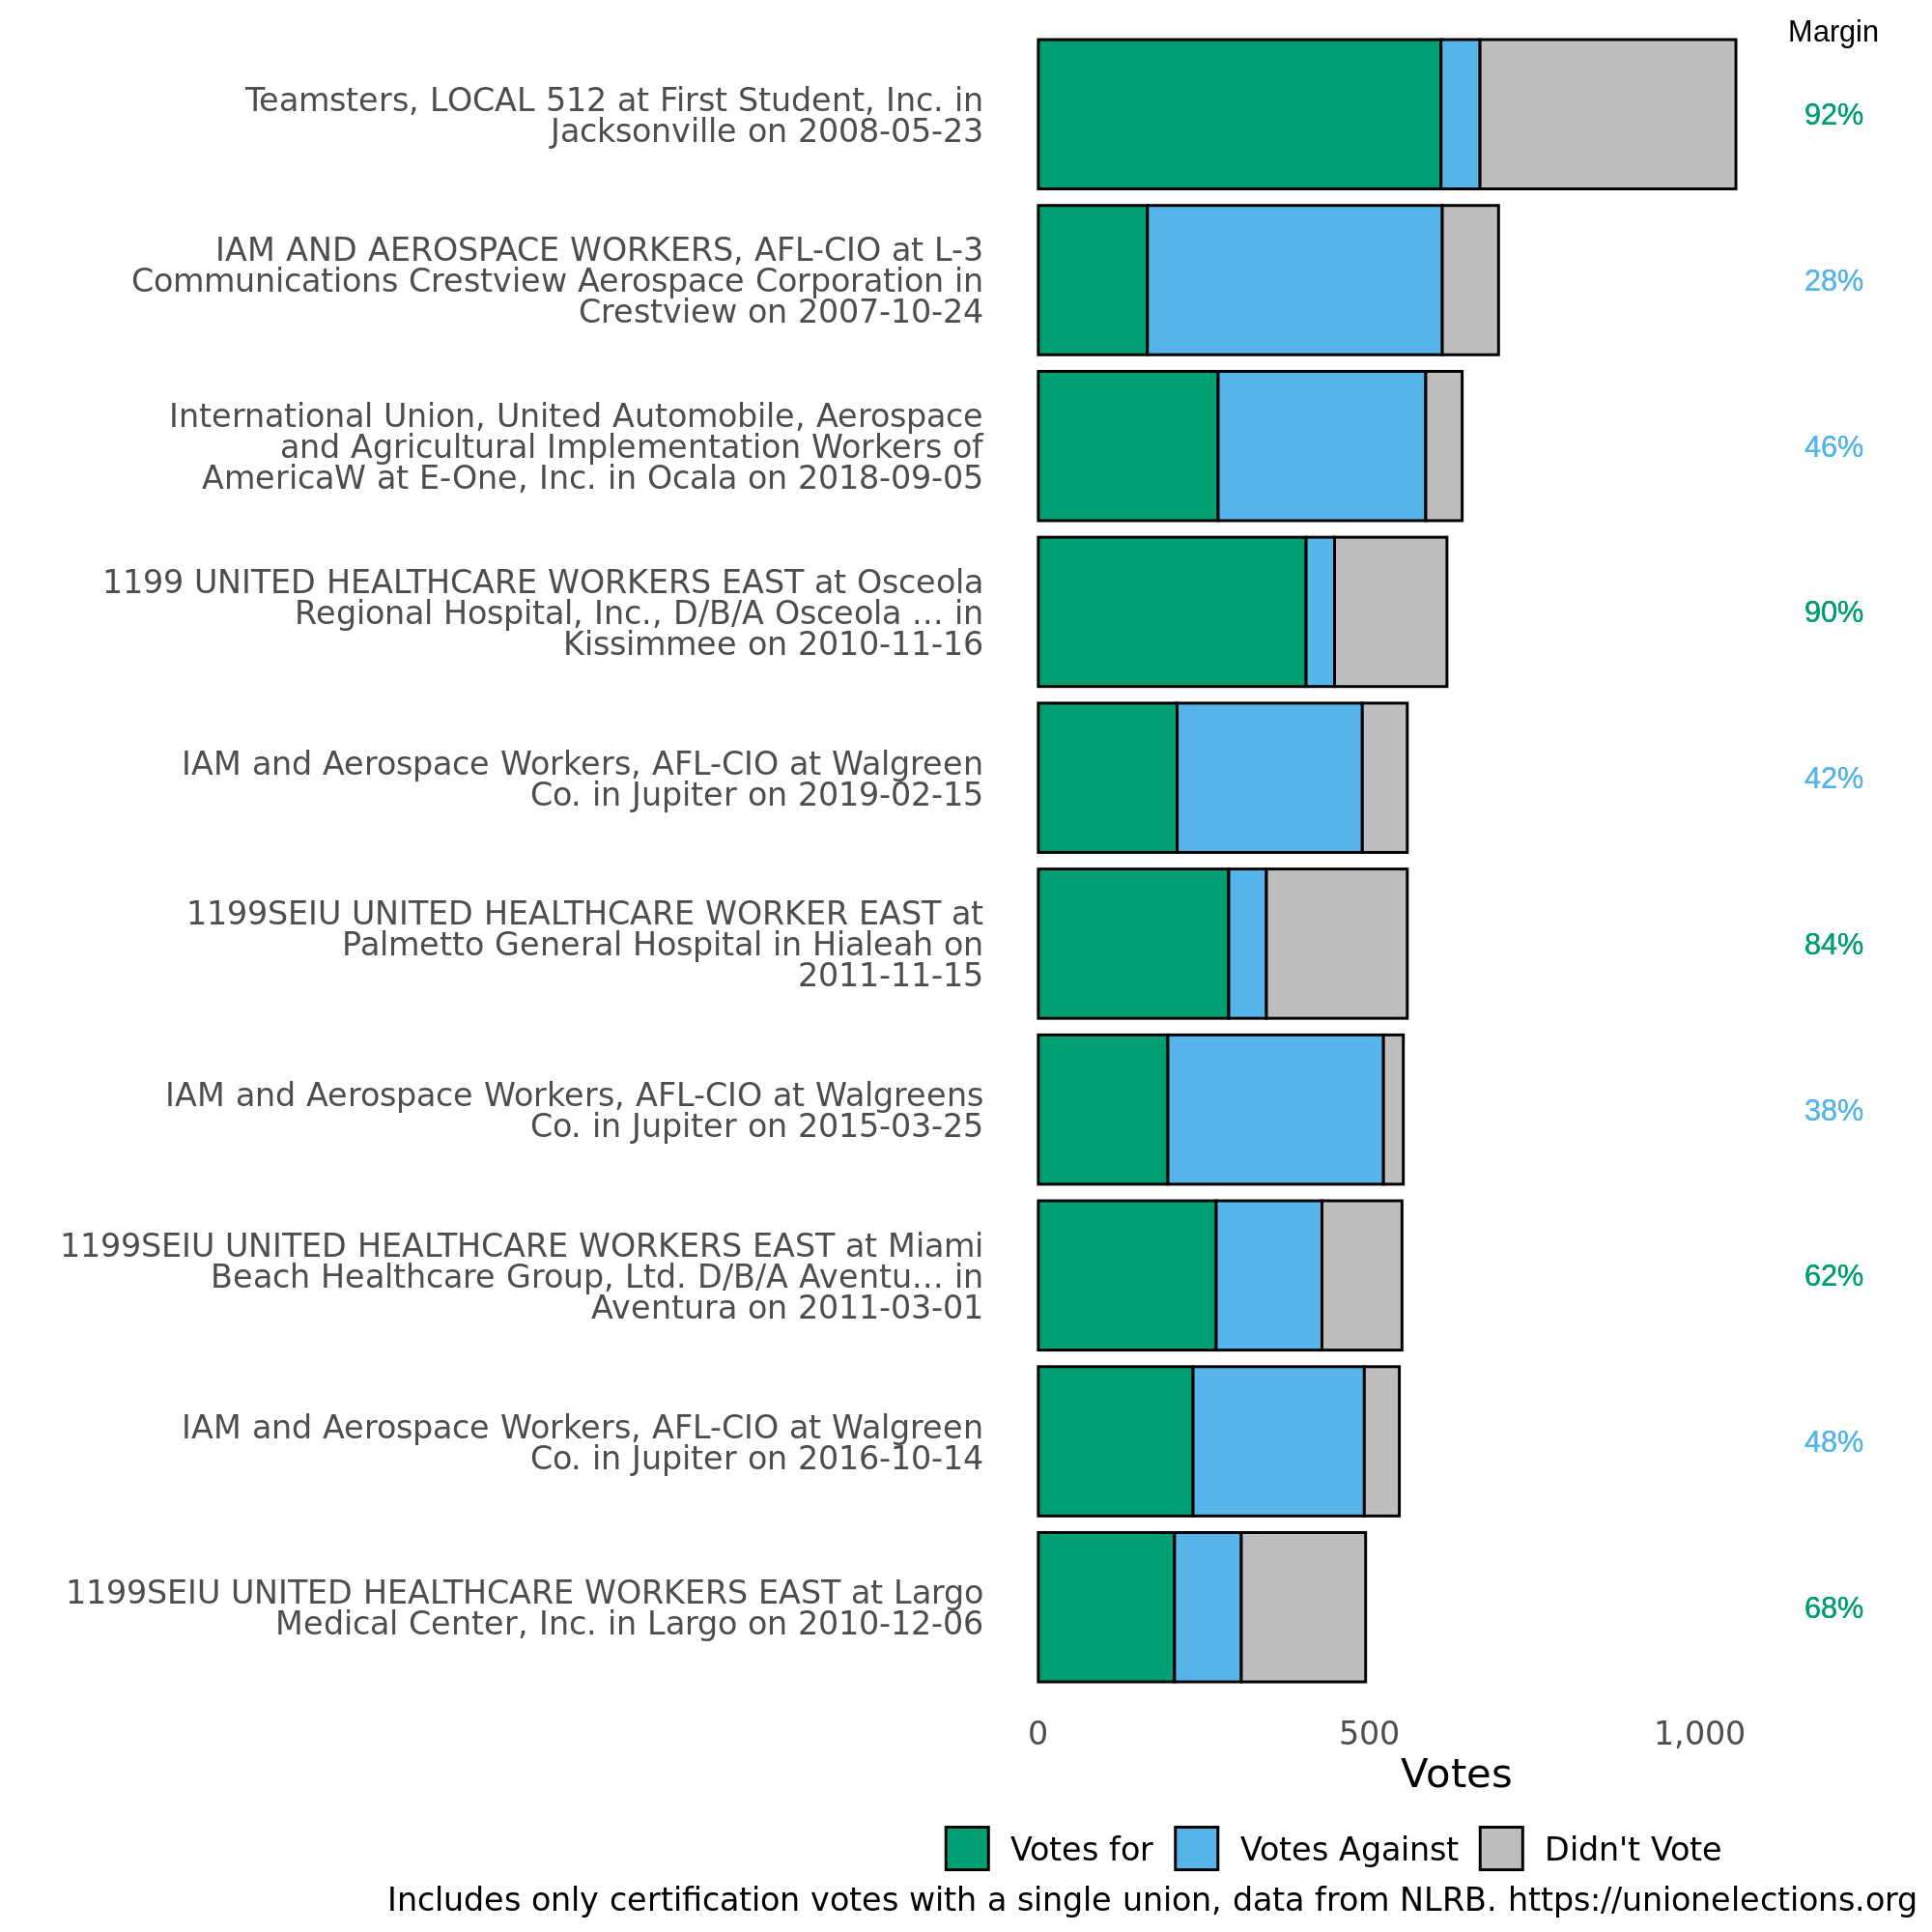 Margin
Teamsters, LOCAL 512 at First Student, Inc. in
Jacksonville on 2008-05-23
92%
IAM AND AEROSPACE WORKERS, AFL-CIO at L-3
Communications Crestview Aerospace Corporation in
Crestview on 2007-10-24
28%
International Union, United Automobile, Aerospace
and Agricultural Implementation Workers of
AmericaW at E-One, Inc. in Ocala on 2018-09-05
46%
1199 UNITED HEALTHCARE WORKERS EAST at Osceola
Regional Hospital, Inc., D/B/A Osceola ... in
Kissimmee on 2010-11-16
90%
IAM and Aerospace Workers, AFL-CIO at Walgreen
Co. in Jupiter on 2019-02-15
42%
1199SEIU UNITED HEALTHCARE WORKER EAST at
Palmetto General Hospital in Hialeah on
2011-11-15
84%
IAM and Aerospace Workers, AFL-CIO at Walgreens
Co. in Jupiter on 2015-03-25
38%
1199SEIU UNITED HEALTHCARE WORKERS EAST at Miami
Beach Healthcare Group, Ltd. D/B/A Aventu... in
Aventura on 2011-03-01
62%
IAM and Aerospace Workers, AFL-CIO at Walgreen
Co. in Jupiter on 2016-10-14
48%
1199SEIU UNITED HEALTHCARE WORKERS EAST at Largo
Medical Center, Inc. in Largo on 2010-12-06
68%
0 500 1,000
Votes
Votes for Votes Against Didn't Vote
Includes only certification votes with a single union, data from NLRB. https://unionelections.org